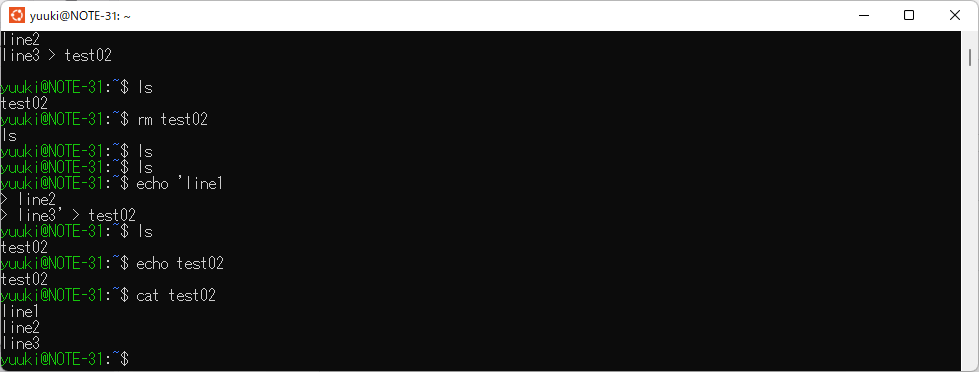 yuuki@NOTE-31: ~
line2
line3 > test02
yuuki@NOTE-31:~$ ls
test02
yuuki@NOTE-31:~$ rm test02
ls
yuuki@NOTE-31:~$ ls
yuuki@NOTE-31:~$ ls
yuuki@NOTE-31:~$ echo 'line1
> line2
> line3' > test02
yuuki@NOTE-31:~$ ls
test02
yuuki@NOTE-31:~$ echo test02
test02
yuuki@NOTE-31:~$ cat test02
line1
line2
line3
yuuki@NOTE-31:~$